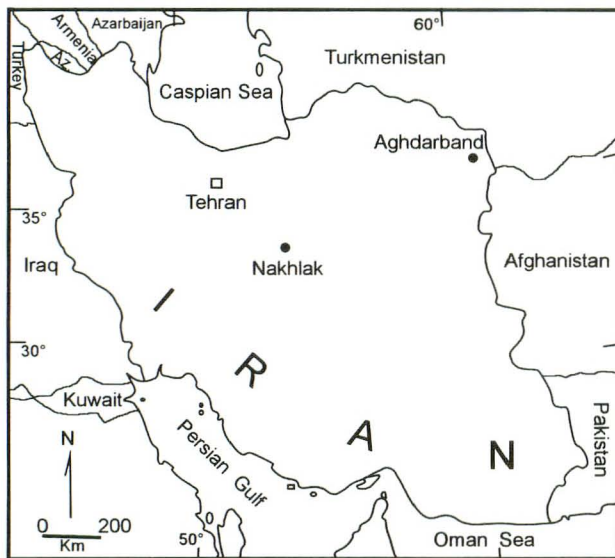 60°
Azarbaijan
Armenia
Az.
Turkey
Turkmenistan
Caspian Sea
Aghdarband
Tehran
35°
Nakhlak
Iraq
Afghanistan
I R A N
30°
Kuwait
Pakistan
N
Persian Gulf
0 200
Km
50°
Oman Sea